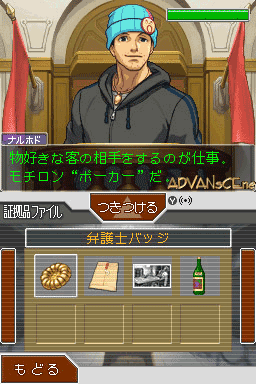 ナルホド
物好きな客の相手をするのが仕事。
モチロン“ポーカー”だ。
ADVANsCEne
証拠品ファイル
つきつける
Y
弁護士バッジ
もどる